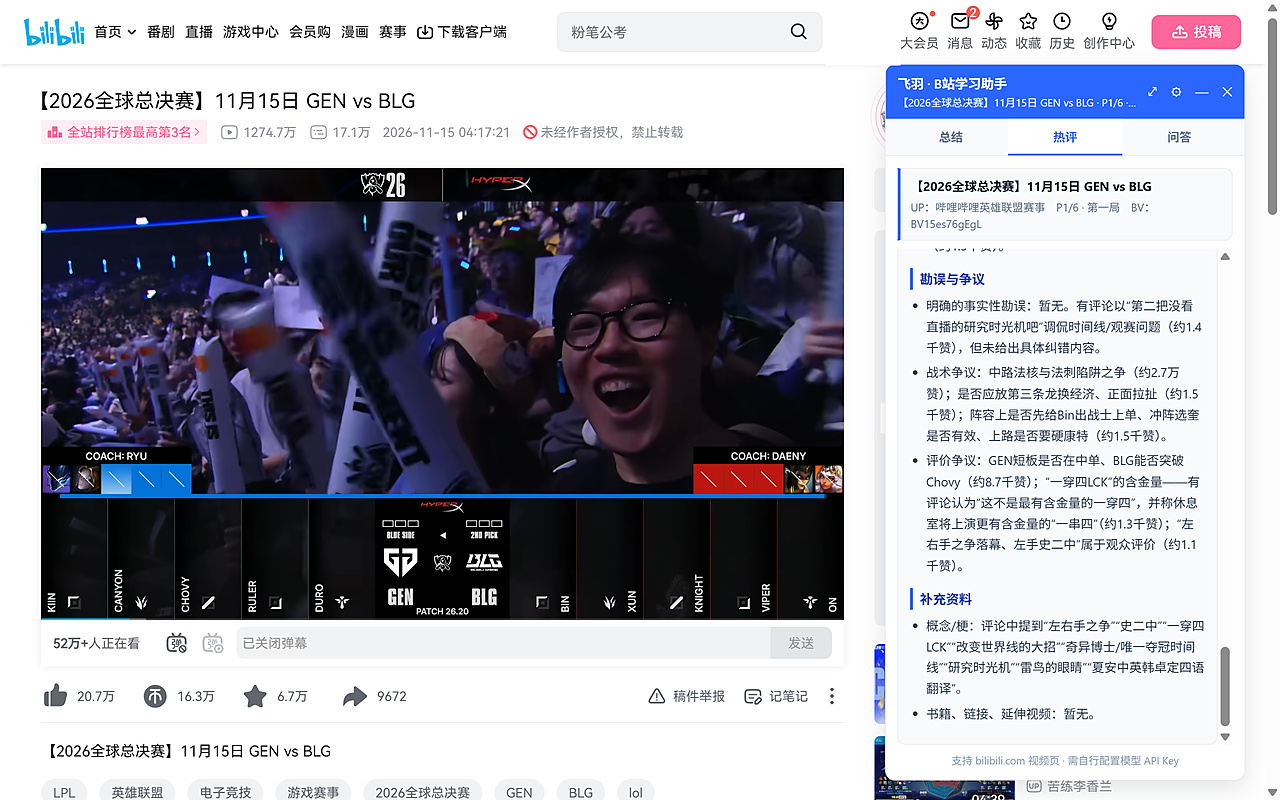 bilibili 首页 番剧 直播 游戏中心 会员购 漫画 赛事 下载客户端 粉笔公考 大会员 消息 2 动态 收藏 历史 创作中心 投稿
【2026全球总决赛】11月15日 GEN vs BLG
全站排行榜最高第3名 1274.7万 17.1万 2026-11-15 04:17:21 未经作者授权，禁止转载
26 HYPERX
COACH: RYU COACH: DAENY
HYPERX
BLUE SIDE 2ND PICK
KIIN CANYON CHOVY RULER DURO GEN BLG BIN XUN KNIGHT VIPER ON
PATCH 26.20
52万+人正在看 已关闭弹幕 发送
20.7万 16.3万 6.7万 9672 稿件举报 记笔记
【2026全球总决赛】11月15日 GEN vs BLG
LPL 英雄联盟 电子竞技 游戏赛事 2026全球总决赛 GEN BLG lol
飞羽 · B站学习助手
【2026全球总决赛】11月15日 GEN vs BLG · P1/6 ·...
总结 热评 问答
【2026全球总决赛】11月15日 GEN vs BLG
UP：哔哩哔哩英雄联盟赛事 P1/6 · 第一局 BV：
BV15es76gEgL
勘误与争议
明确的事实性勘误：暂无。有评论以“第二把没看
直播的研究时光机吧”调侃时间线/观赛问题（约1.4
千赞），但未给出具体纠错内容。
战术争议：中路法核与法刺陷阱之争（约2.7万
赞）；是否应放第三条龙换经济、正面拉扯（约1.5
千赞）；阵容上是否先给Bin出战士上单、冲阵选奎
是否有效、上路是否要硬康特（约1.5千赞）。
评价争议：GEN短板是否在中单、BLG能否突破
Chovy（约8.7千赞）；“一穿四LCK”的含金量——有
评论认为“这不是最有含金量的一穿四”，并称休息
室将上演更有含金量的“一串四”（约1.3千赞）；“左
右手之争落幕、左手史二中”属于观众评价（约1.1
千赞）。
补充资料
概念/梗：评论中提到“左右手之争”“史二中”“一穿四
LCK”“改变世界线的大招”“奇异博士/唯一夺冠时间
线”“研究时光机”“雷鸟的眼睛”“夏安中英韩卓定四语
翻译”。
书籍、链接、延伸视频：暂无。
支持 bilibili.com 视频页 · 需自行配置模型 API Key
UP 苦练李香兰